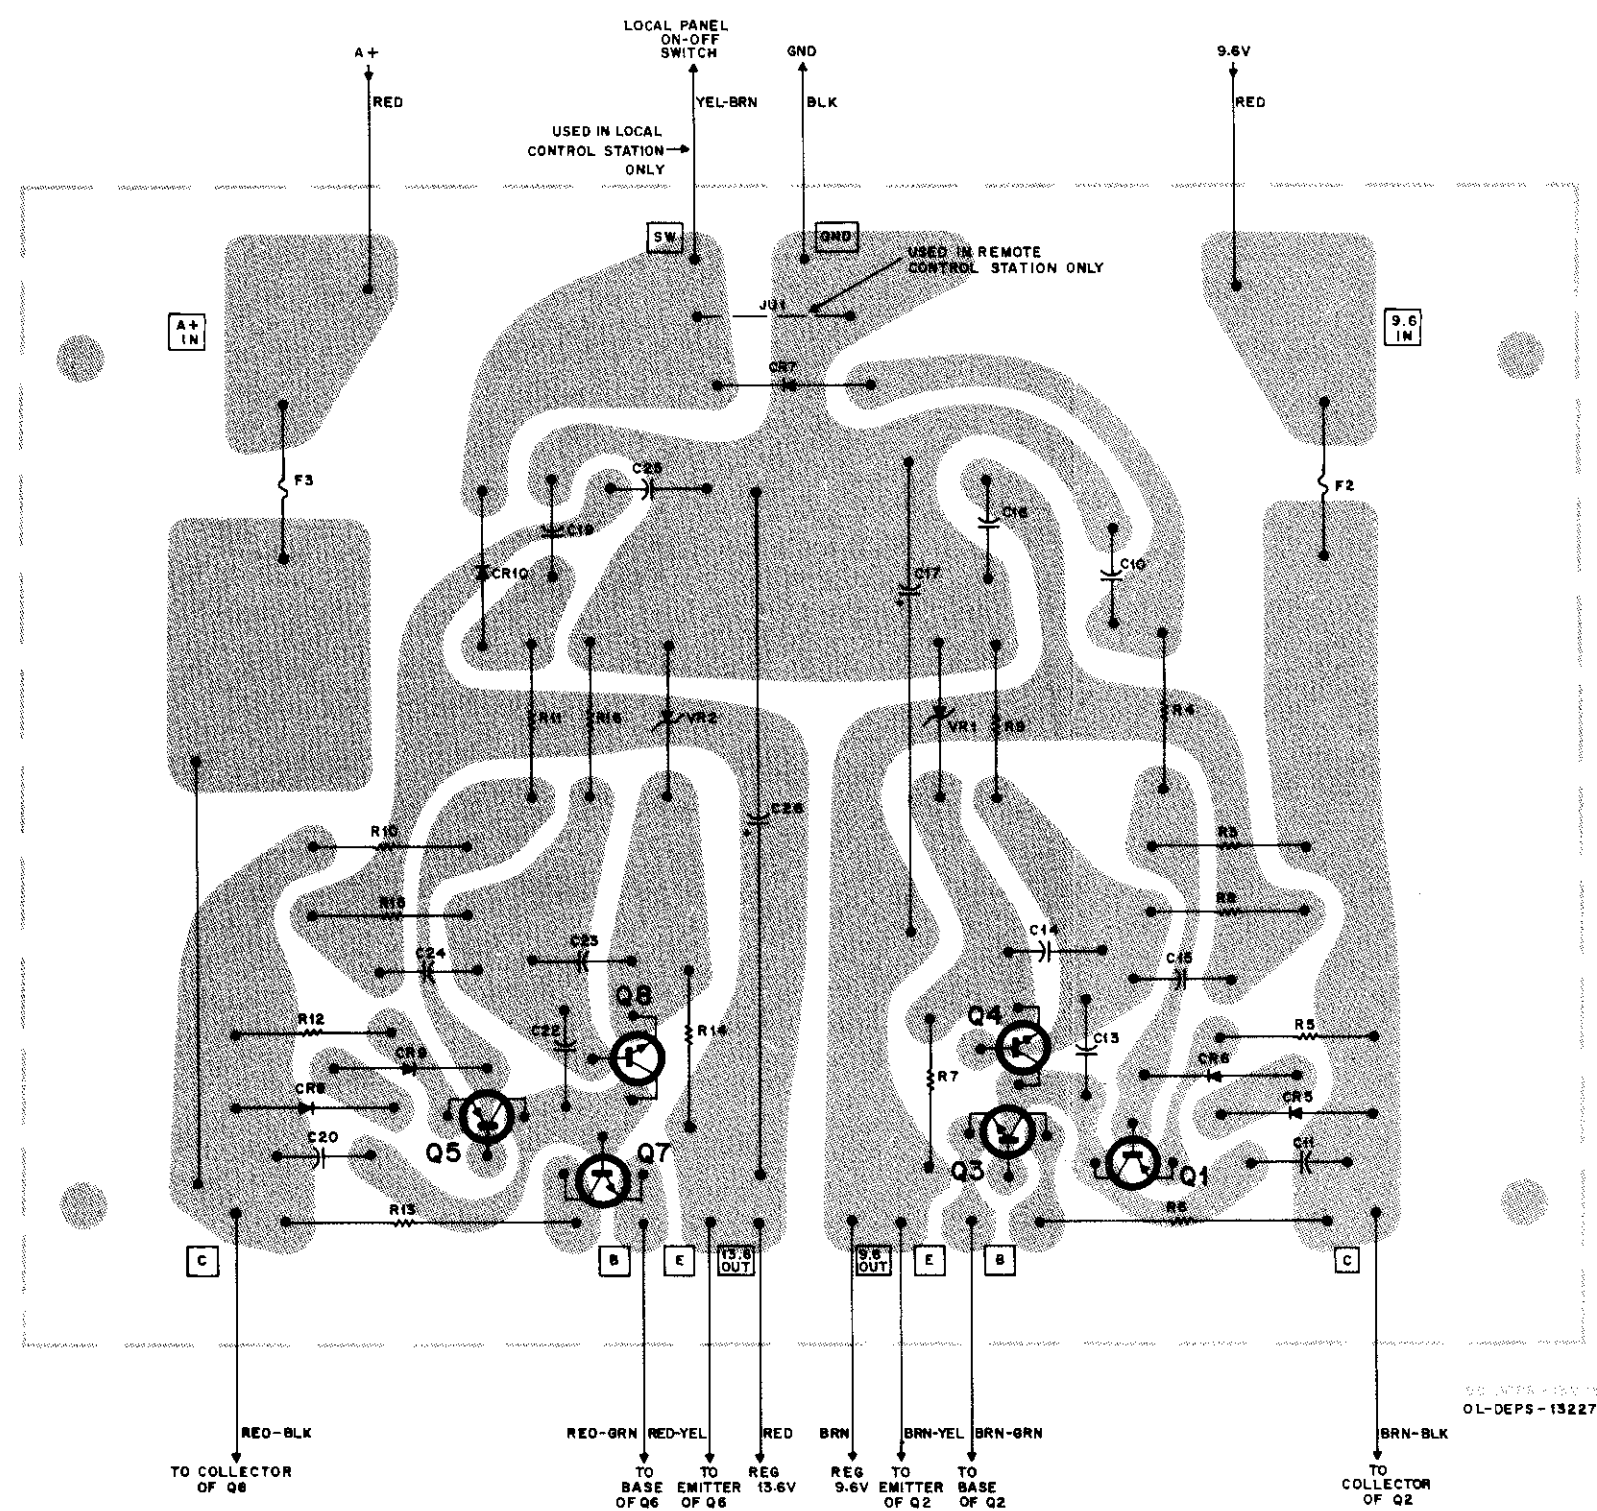 LOCAL PANEL
ON-OFF
SWITCH
A+
GND
9.6V
RED
YEL-BRN
BLK
RED
USED IN LOCAL
CONTROL STATION
ONLY
SW
GND
USED IN REMOTE
CONTROL STATION ONLY
JU1
A+
IN
9.6
IN
CR7
F3
C25
F2
C19
C16
CR10
C17
C10
R11
R16
VR2
VR1
R9
R4
C26
+
+
R10
R3
R15
R8
C24
C23
C14
C15
Q8
Q4
R12
C22
R14
C13
R5
CR9
R7
CR6
CR8
CR5
C20
Q5
Q7
Q3
Q1
C11
R13
R6
C
B
E
13.6
OUT
9.6
OUT
E
B
C
OL-DEPS-13227
RED-BLK
RED-GRN
RED-YEL
RED
BRN
BRN-YEL
BRN-GRN
BRN-BLK
TO COLLECTOR
OF Q6
TO
BASE
OF Q6
TO
EMITTER
OF Q6
REG
13.6V
REG
9.6V
TO
EMITTER
OF Q2
TO
BASE
OF Q2
TO
COLLECTOR
OF Q2